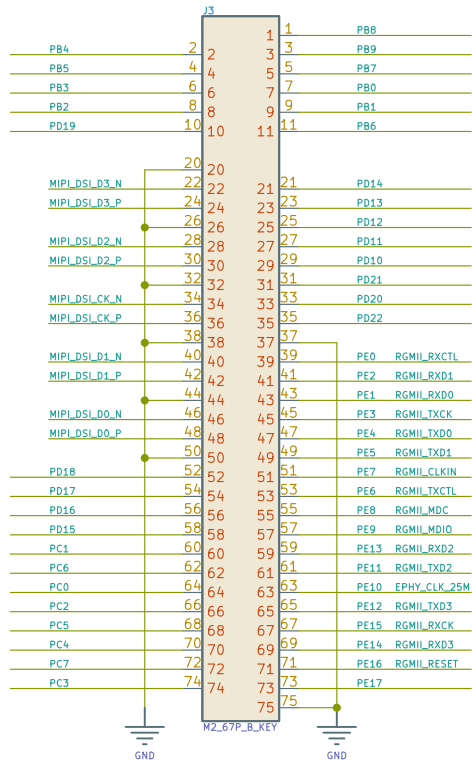 J3
1 1 PB8
PB4 2 2 3 3 PB9
PB5 4 4 5 5 PB7
PB3 6 6 7 7 PB0
PB2 8 8 9 9 PB1
PD19 10 10 11 11 PB6
20 20
MIPI_DSI_D3_N 22 22 21 21 PD14
MIPI_DSI_D3_P 24 24 23 23 PD13
26 26 25 25 PD12
MIPI_DSI_D2_N 28 28 27 27 PD11
MIPI_DSI_D2_P 30 30 29 29 PD10
32 32 31 31 PD21
MIPI_DSI_CK_N 34 34 33 33 PD20
MIPI_DSI_CK_P 36 36 35 35 PD22
38 38 37 37
MIPI_DSI_D1_N 40 40 39 39 PE0 RGMII_RXCTL
MIPI_DSI_D1_P 42 42 41 41 PE2 RGMII_RXD1
44 44 43 43 PE1 RGMII_RXD0
MIPI_DSI_D0_N 46 46 45 45 PE3 RGMII_TXCK
MIPI_DSI_D0_P 48 48 47 47 PE4 RGMII_TXD0
50 50 49 49 PE5 RGMII_TXD1
PD18 52 52 51 51 PE7 RGMII_CLKIN
PD17 54 54 53 53 PE6 RGMII_TXCTL
PD16 56 56 55 55 PE8 RGMII_MDC
PD15 58 58 57 57 PE9 RGMII_MDIO
PC1 60 60 59 59 PE13 RGMII_RXD2
PC6 62 62 61 61 PE11 RGMII_TXD2
PC0 64 64 63 63 PE10 EPHY_CLK_25M
PC2 66 66 65 65 PE12 RGMII_TXD3
PC5 68 68 67 67 PE15 RGMII_RXCK
PC4 70 70 69 69 PE14 RGMII_RXD3
PC7 72 72 71 71 PE16 RGMII_RESET
PC3 74 74 73 73 PE17
75 75
M2_67P_B_KEY
GND GND